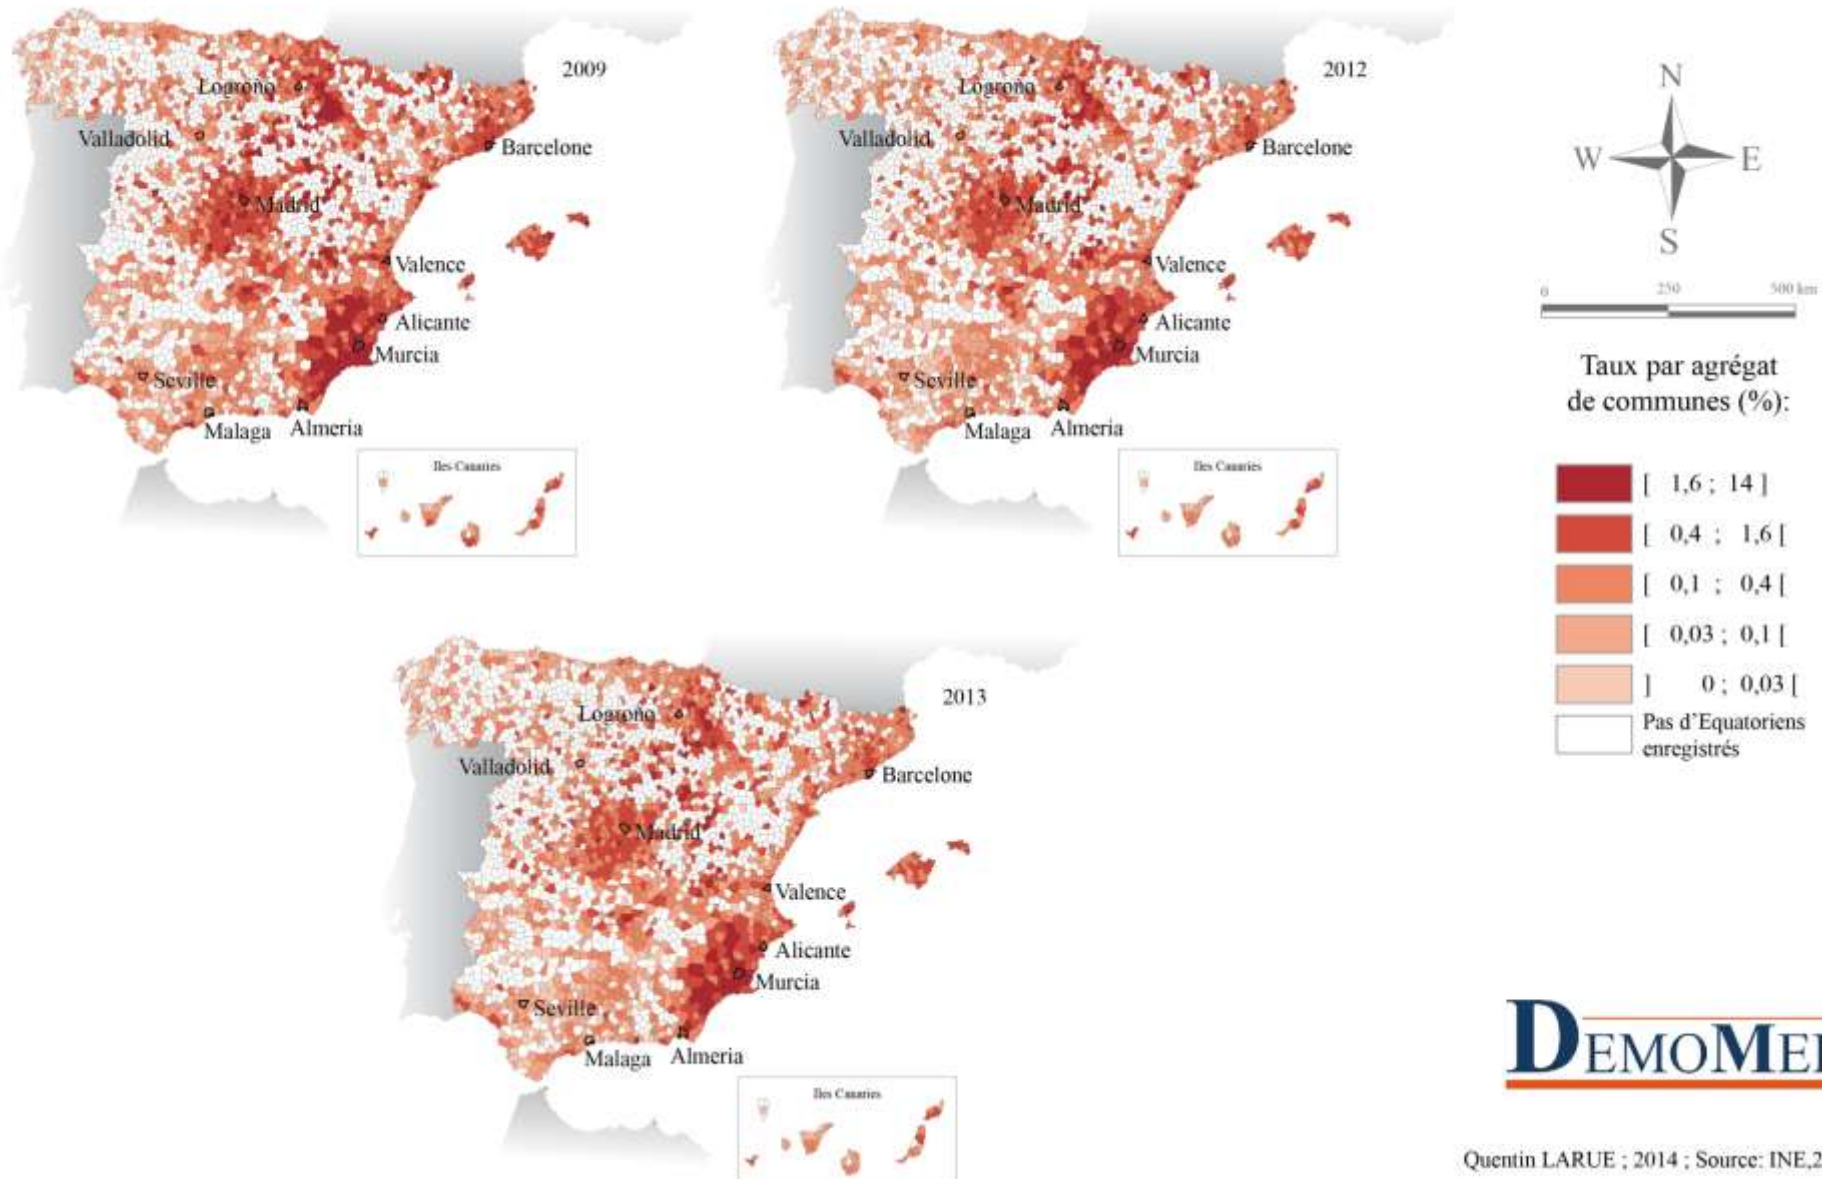 2009
Logroño
Valladolid
Barcelone
Madrid
Valence
Alicante
Murcia
Seville
Malaga
Almeria
Iles Canaries
2012
Logroño
Valladolid
Barcelone
Madrid
Valence
Alicante
Murcia
Seville
Malaga
Almeria
Iles Canaries
2013
Logroño
Valladolid
Barcelone
Madrid
Valence
Alicante
Murcia
Seville
Malaga
Almeria
Iles Canaries
N
W E
S
0 250 500 km
Taux par agrégat
de communes (%):
[ 1,6 ; 14 ]
[ 0,4 ; 1,6 [
[ 0,1 ; 0,4 [
[ 0,03 ; 0,1 [
] 0 ; 0,03 [
Pas d’Equatoriens
enregistrés
DEMOME
Quentin LARUE ; 2014 ; Source: INE,2